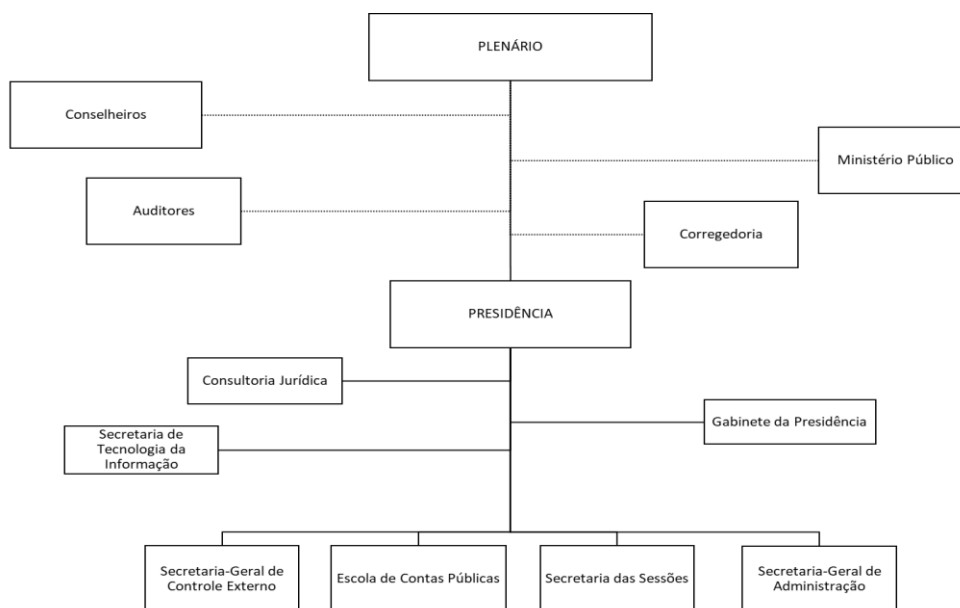 PLENÁRIO
Conselheiros
Ministério Público
Auditores
Corregedoria
PRESIDÊNCIA
Consultoria Jurídica
Gabinete da Presidência
Secretaria de
Tecnologia da
Informação
Secretaria-Geral de
Controle Externo
Escola de Contas Públicas
Secretaria das Sessões
Secretaria-Geral de
Administração